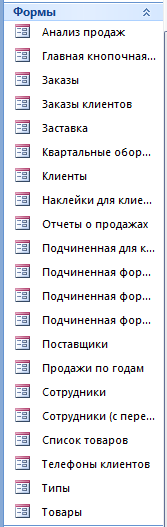 Формы
Анализ продаж
Главная кнопочная...
Заказы
Заказы клиентов
Заставка
Квартальные обор...
Клиенты
Наклейки для клие...
Отчеты о продажах
Подчиненная для к...
Подчиненная фор...
Подчиненная фор...
Подчиненная фор...
Поставщики
Продажи по годам
Сотрудники
Сотрудники (с пере...
Список товаров
Телефоны клиентов
Типы
Товары